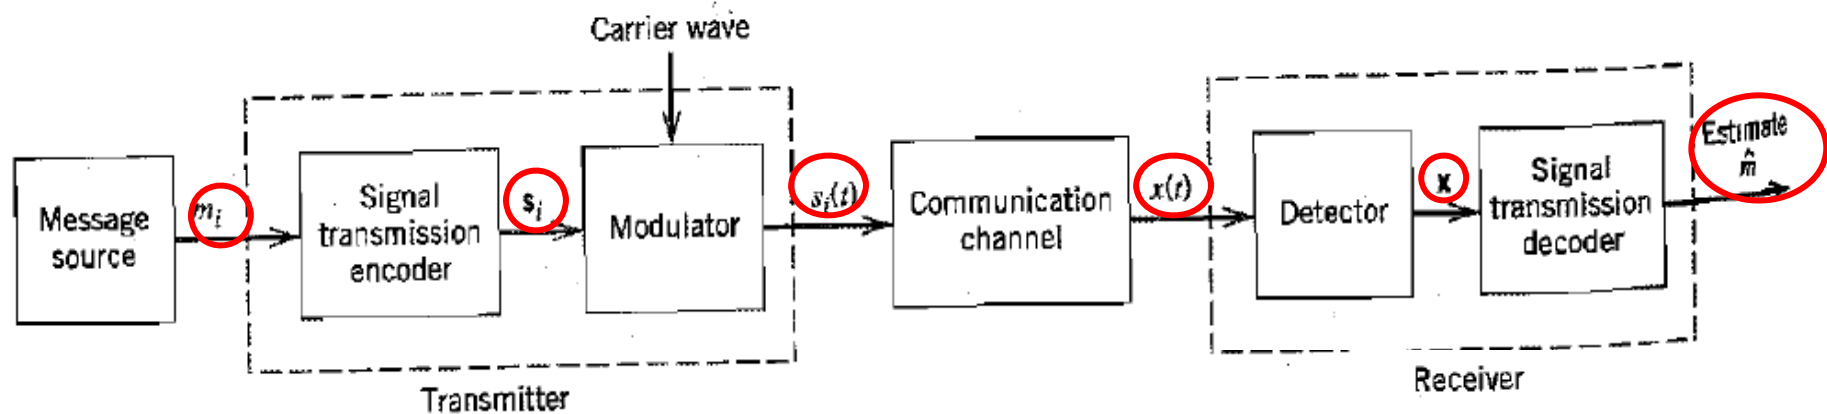 Carrier wave
Message
source
m_i
Signal
transmission
encoder
s_i
Modulator
s_i(t)
Communication
channel
x(t)
Detector
x
Signal
transmission
decoder
Estimate
m̂
Transmitter
Receiver